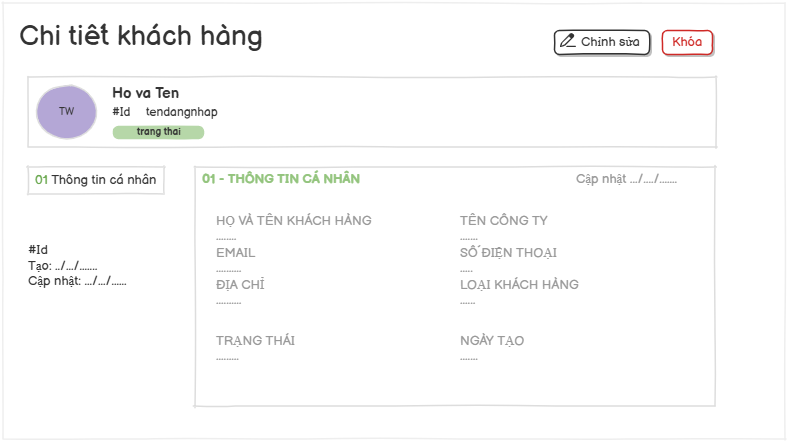 Chi tiết khách hàng
Chỉnh sửa
Khóa
TW
Ho va Ten
#Id tendangnhap
trang thai
01 Thông tin cá nhân
01 - THÔNG TIN CÁ NHÂN
Cập nhật .../..../.......
HỌ VÀ TÊN KHÁCH HÀNG
........
TÊN CÔNG TY
.......
EMAIL
..........
SỐ ĐIỆN THOẠI
.....
ĐỊA CHỈ
..........
LOẠI KHÁCH HÀNG
......
TRẠNG THÁI
.........
NGÀY TẠO
.......
#Id
Tạo: ../.../.......
Cập nhật: .../.../......